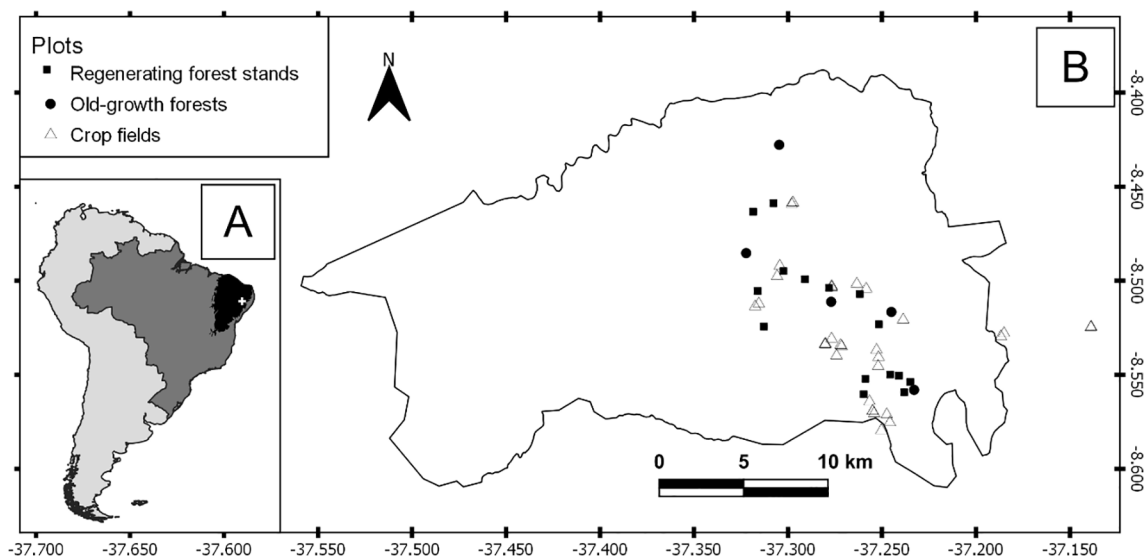 Plots
Regenerating forest stands
Old-growth forests
Crop fields
N
B
A
-8.400
-8.450
-8.500
-8.550
-8.600
0 5 10 km
-37.700 -37.650 -37.600 -37.550 -37.500 -37.450 -37.400 -37.350 -37.300 -37.250 -37.200 -37.150